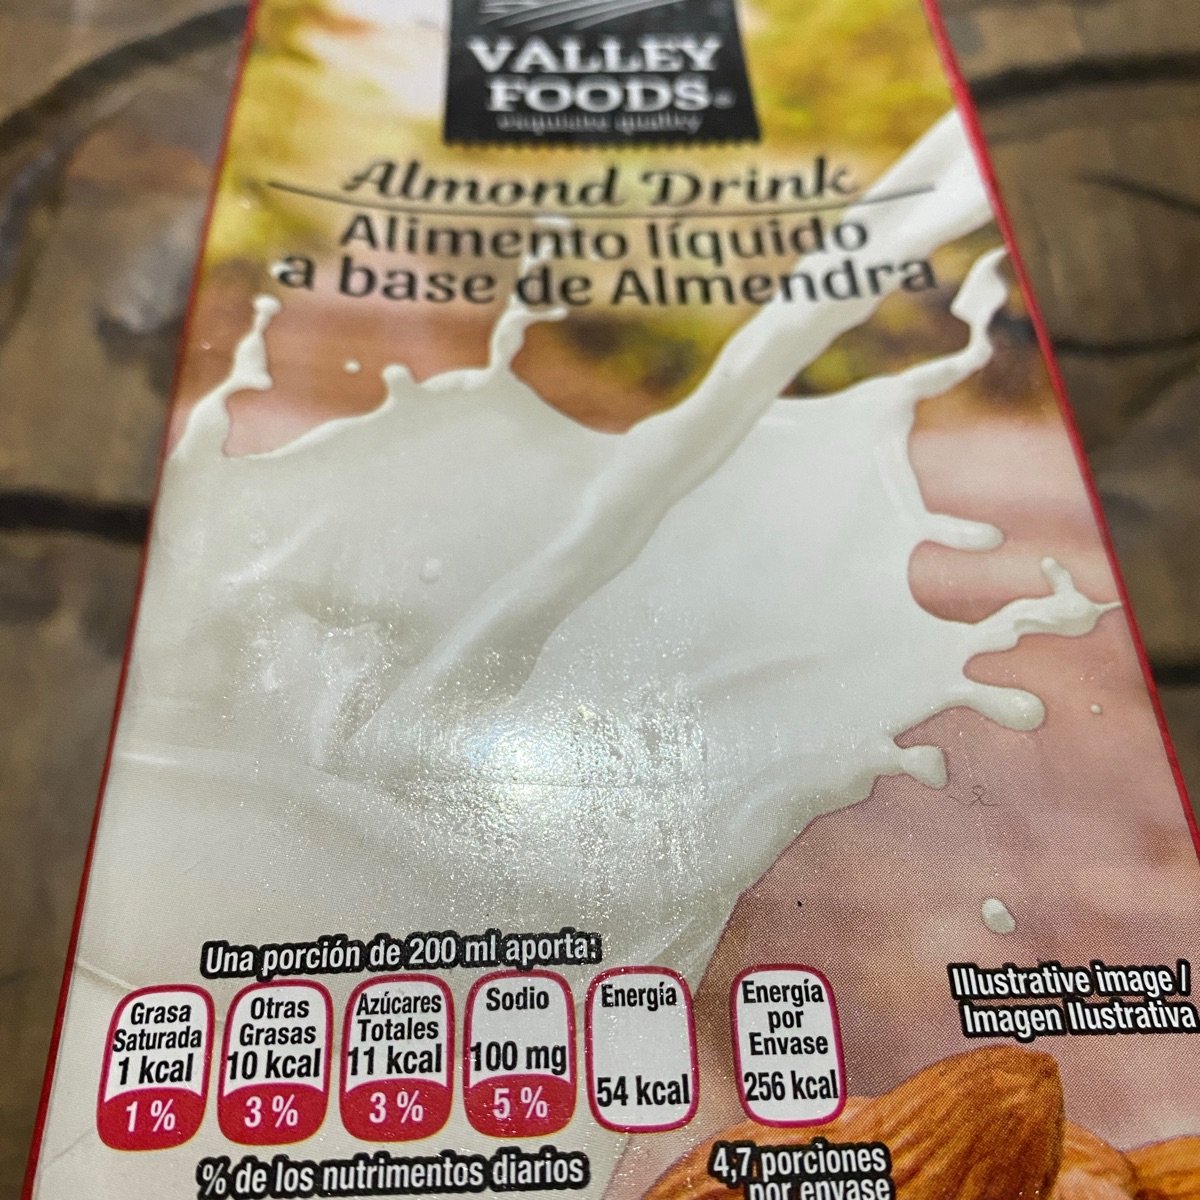 VALLEY
FOODS®
exquisite quality
Almond Drink
Alimento líquido
a base de Almendra
Una porción de 200 ml aporta:
Grasa Saturada 1 kcal 1 %
Otras Grasas 10 kcal 3 %
Azúcares Totales 11 kcal 3 %
Sodio 100 mg 5 %
Energía 54 kcal
Energía por Envase 256 kcal
% de los nutrimentos diarios
4,7 porciones
por envase
Illustrative image /
Imagen Ilustrativa